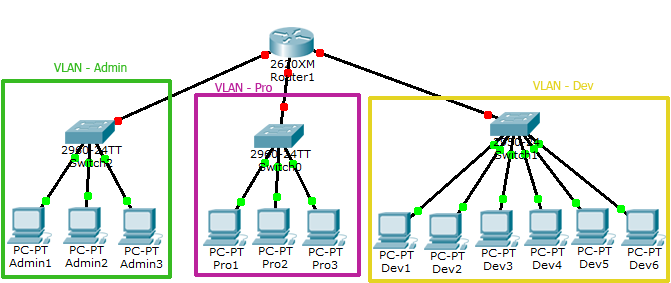 2620XM
Router1
VLAN - Admin
VLAN - Pro
VLAN - Dev
2960-24TT
Switch2
2960-24TT
Switch0
Switch1
PC-PT
Admin1
PC-PT
Admin2
PC-PT
Admin3
PC-PT
Pro1
PC-PT
Pro2
PC-PT
Pro3
PC-PT
Dev1
PC-PT
Dev2
PC-PT
Dev3
PC-PT
Dev4
PC-PT
Dev5
PC-PT
Dev6